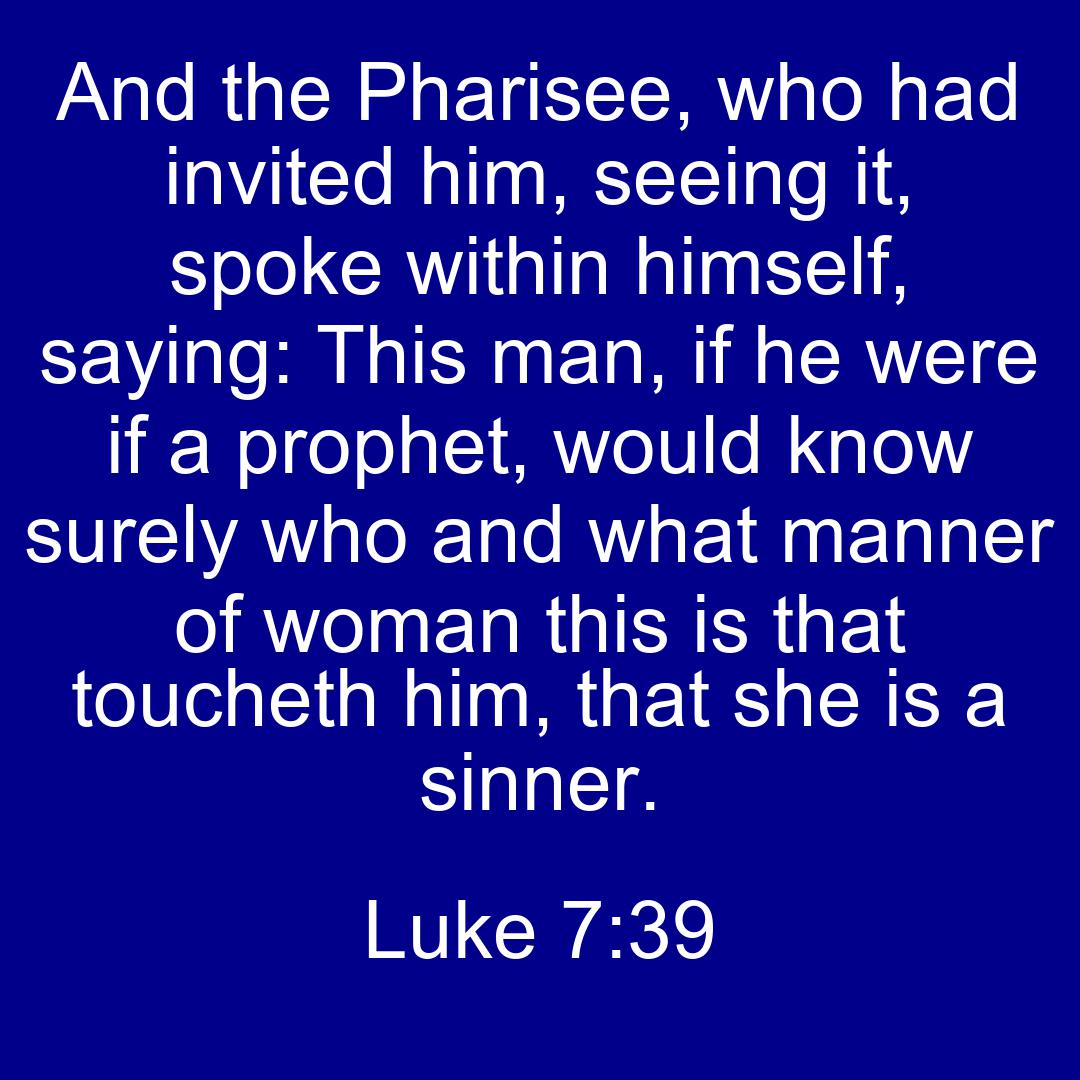 And the Pharisee, who had
invited him, seeing it,
spoke within himself,
saying: This man, if he were
if a prophet, would know
surely who and what manner
of woman this is that
toucheth him, that she is a
sinner.
Luke 7:39